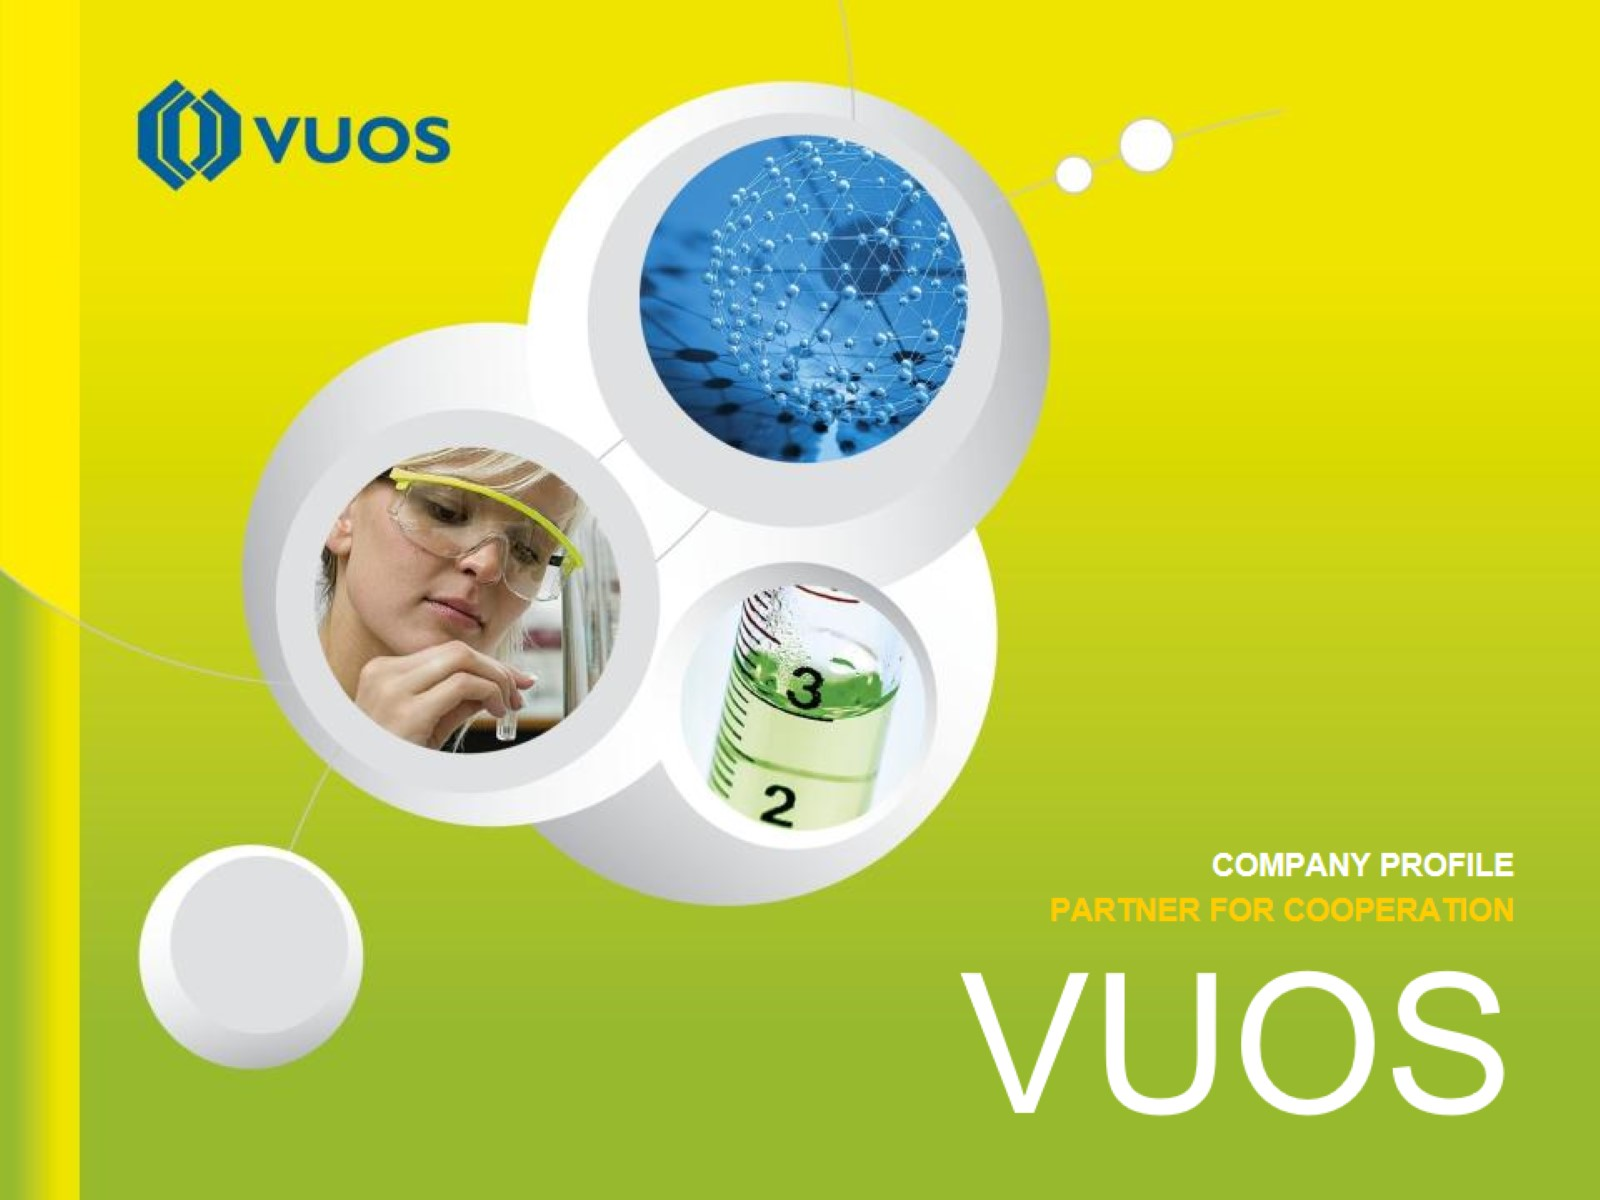 VUOS
3
2
COMPANY PROFILE
PARTNER FOR COOPERATION
VUOS